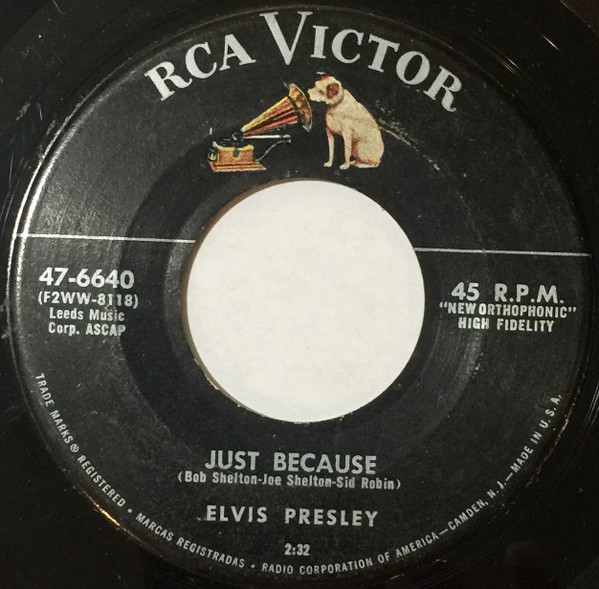 RCA VICTOR
47-6640
(F2WW-8118)
Leeds Music
Corp. ASCAP
45 R.P.M.
"NEW ORTHOPHONIC"
HIGH FIDELITY
JUST BECAUSE
(Bob Shelton-Joe Shelton-Sid Robin)
ELVIS PRESLEY
2:32
TRADE MARKS ® REGISTERED • MARCAS REGISTRADAS • RADIO CORPORATION OF AMERICA—CAMDEN, N. J.—MADE IN U.S.A.